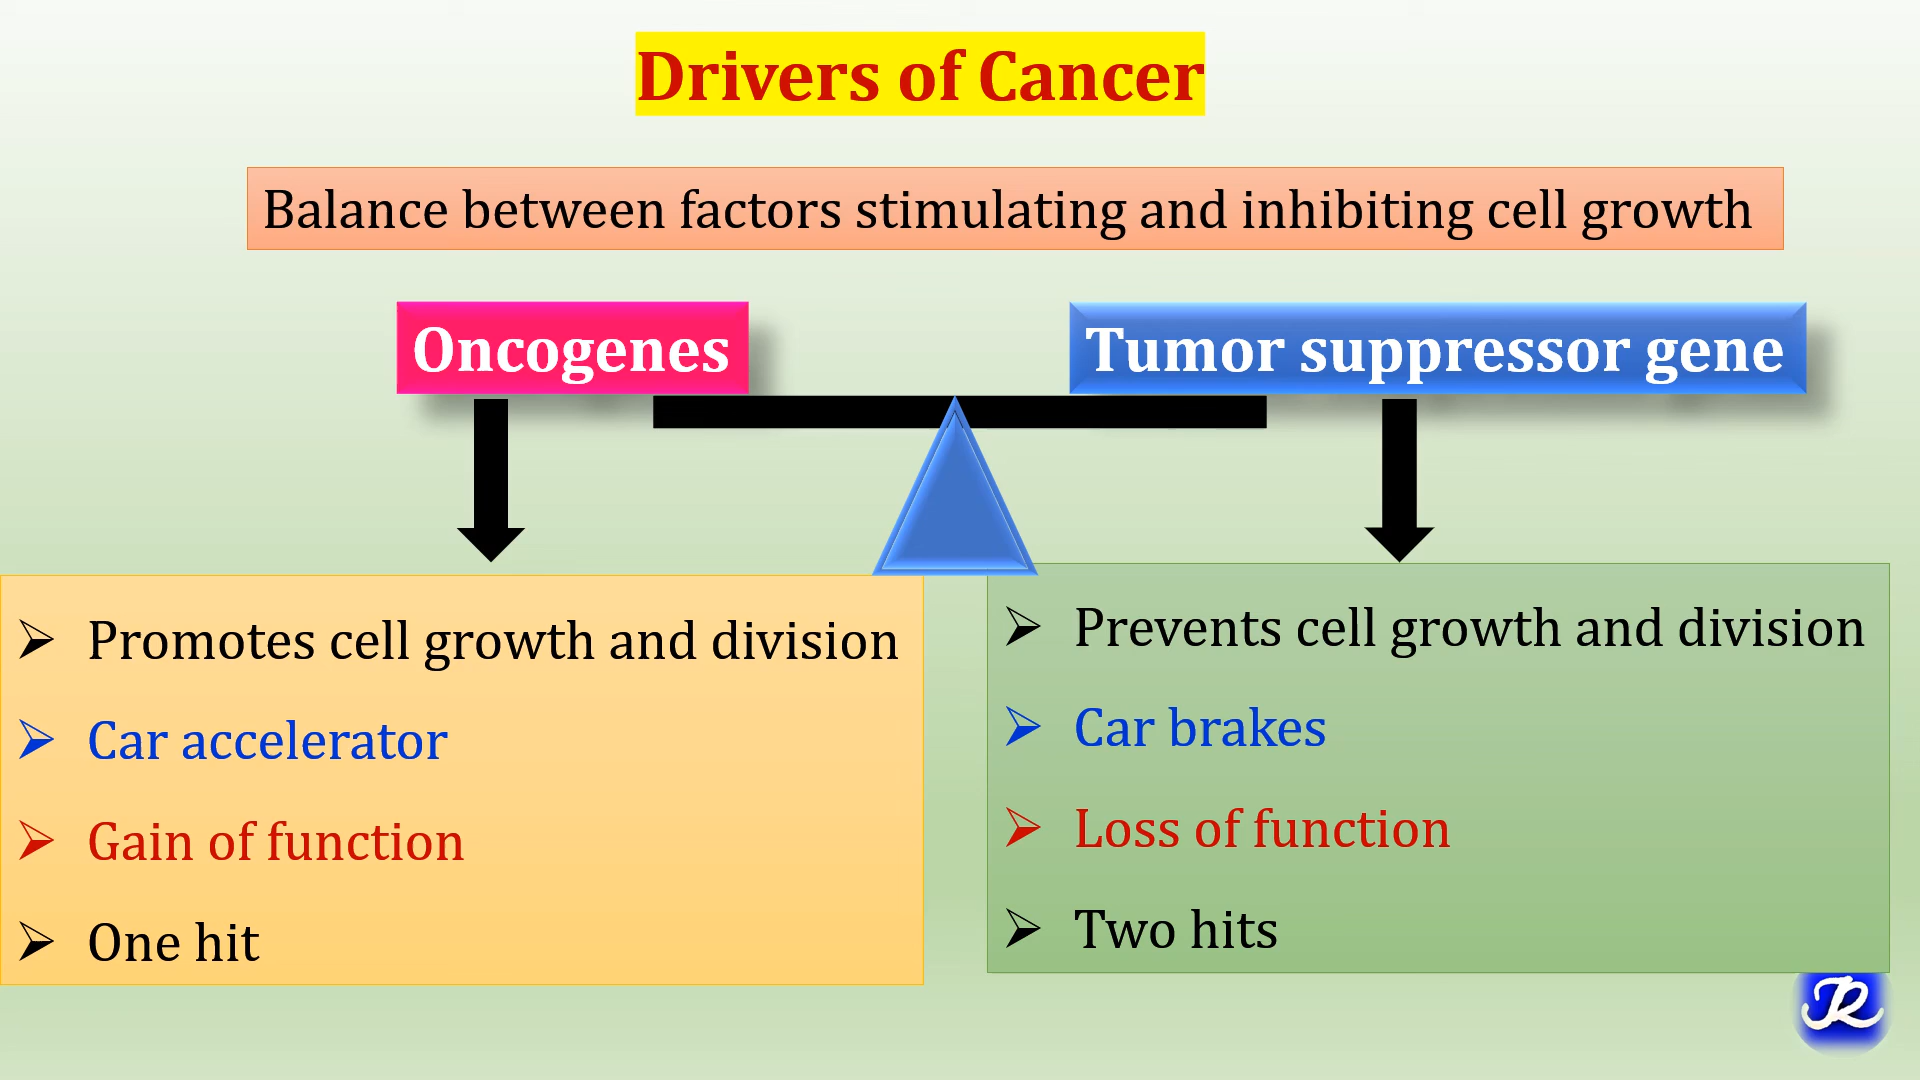 Drivers of Cancer
Balance between factors stimulating and inhibiting cell growth
Oncogenes
Tumor suppressor gene
➢ Promotes cell growth and division
➢ Car accelerator
➢ Gain of function
➢ One hit
➢ Prevents cell growth and division
➢ Car brakes
➢ Loss of function
➢ Two hits
JR